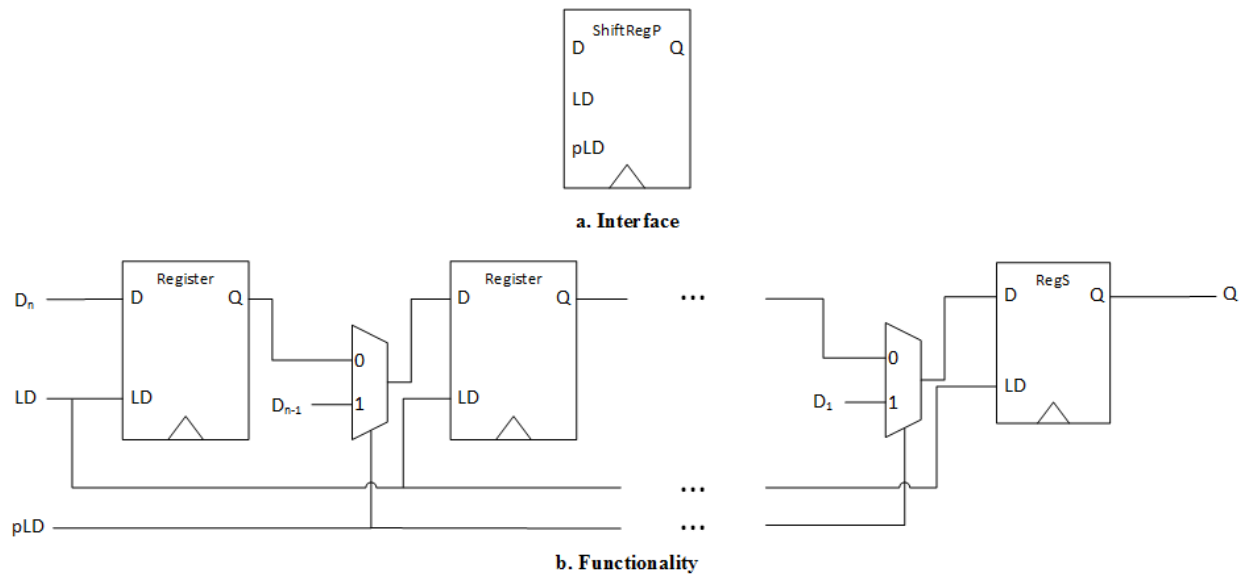 ShiftRegP
D Q
LD
pLD
a. Interface
Register Register RegS
Dₙ D Q D Q ... D Q Q
0 0
LD LD Dₙ₋₁ 1 LD D₁ 1 LD
...
pLD ...
b. Functionality